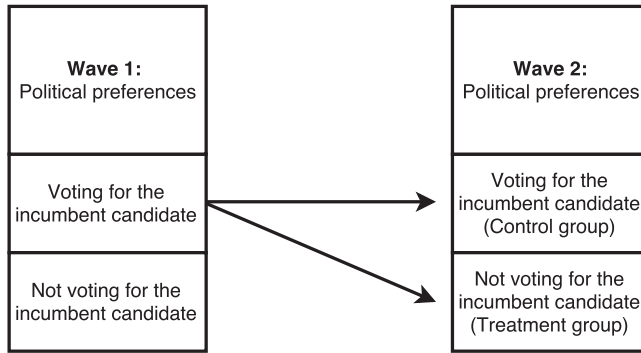 Wave 1:
Political preferences
Voting for the
incumbent candidate
Not voting for the
incumbent candidate
Wave 2:
Political preferences
Voting for the
incumbent candidate
(Control group)
Not voting for the
incumbent candidate
(Treatment group)